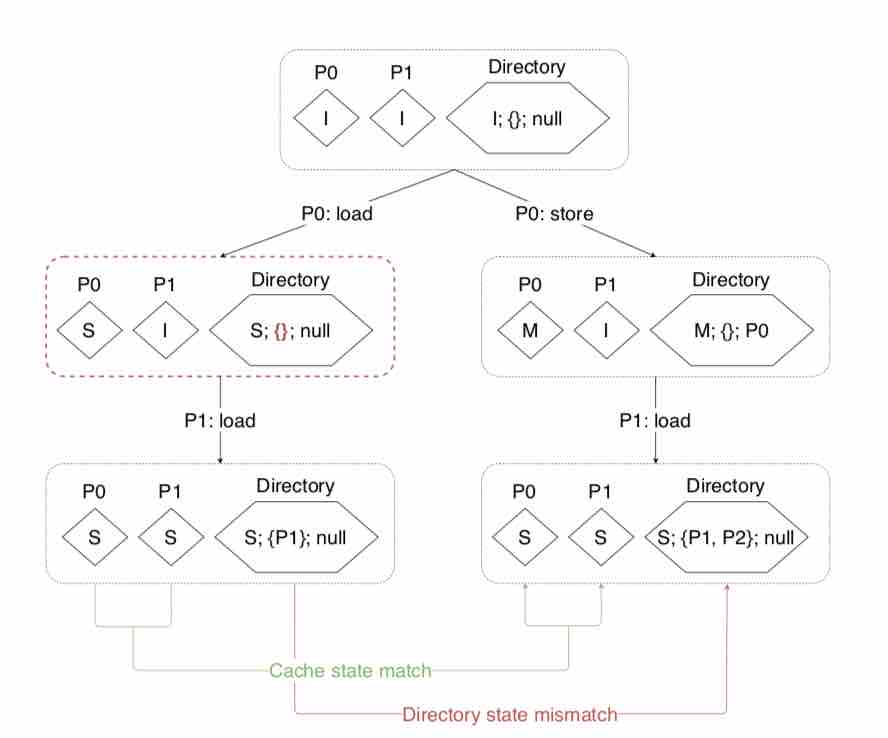 P0 P1 Directory
I I I; {}; null
P0: load P0: store
P0 P1 Directory
S I S; {}; null
P0 P1 Directory
M I M; {}; P0
P1: load P1: load
P0 P1 Directory
S S S; {P1}; null
P0 P1 Directory
S S S; {P1, P2}; null
Cache state match
Directory state mismatch